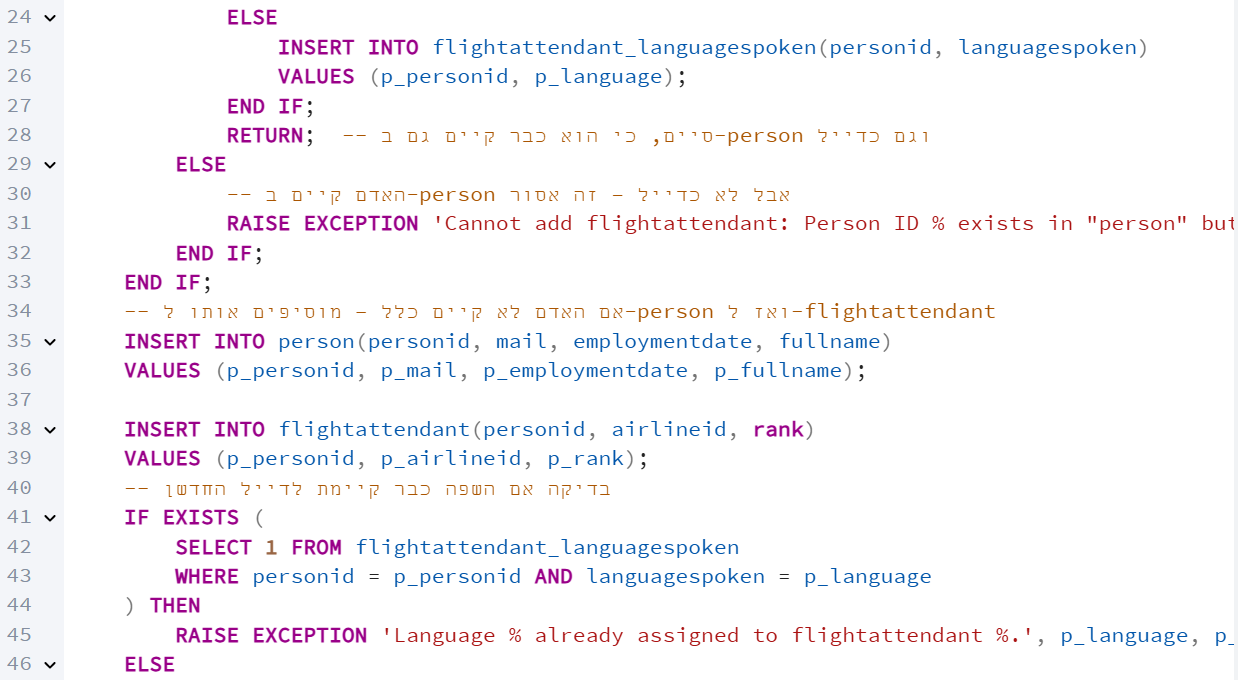 24 ELSE
25 INSERT INTO flightattendant_languagespoken(personid, languagespoken)
26 VALUES (p_personid, p_language);
27 END IF;
28 RETURN;  -- סיים, כי הוא כבר קיים גם ב-person וגם כדייל
29 ELSE
30 -- האדם קיים ב-person אבל לא כדייל – זה אסור
31 RAISE EXCEPTION 'Cannot add flightattendant: Person ID % exists in "person" but
32 END IF;
33 END IF;
34 -- אם האדם לא קיים כלל – מוסיפים אותו ל-person ואז ל-flightattendant
35 INSERT INTO person(personid, mail, employmentdate, fullname)
36 VALUES (p_personid, p_mail, p_employmentdate, p_fullname);
37
38 INSERT INTO flightattendant(personid, airlineid, rank)
39 VALUES (p_personid, p_airlineid, p_rank);
40 -- בדיקה אם השפה כבר קיימת לדייל החדשן
41 IF EXISTS (
42 SELECT 1 FROM flightattendant_languagespoken
43 WHERE personid = p_personid AND languagespoken = p_language
44 ) THEN
45 RAISE EXCEPTION 'Language % already assigned to flightattendant %.', p_language, p_
46 ELSE